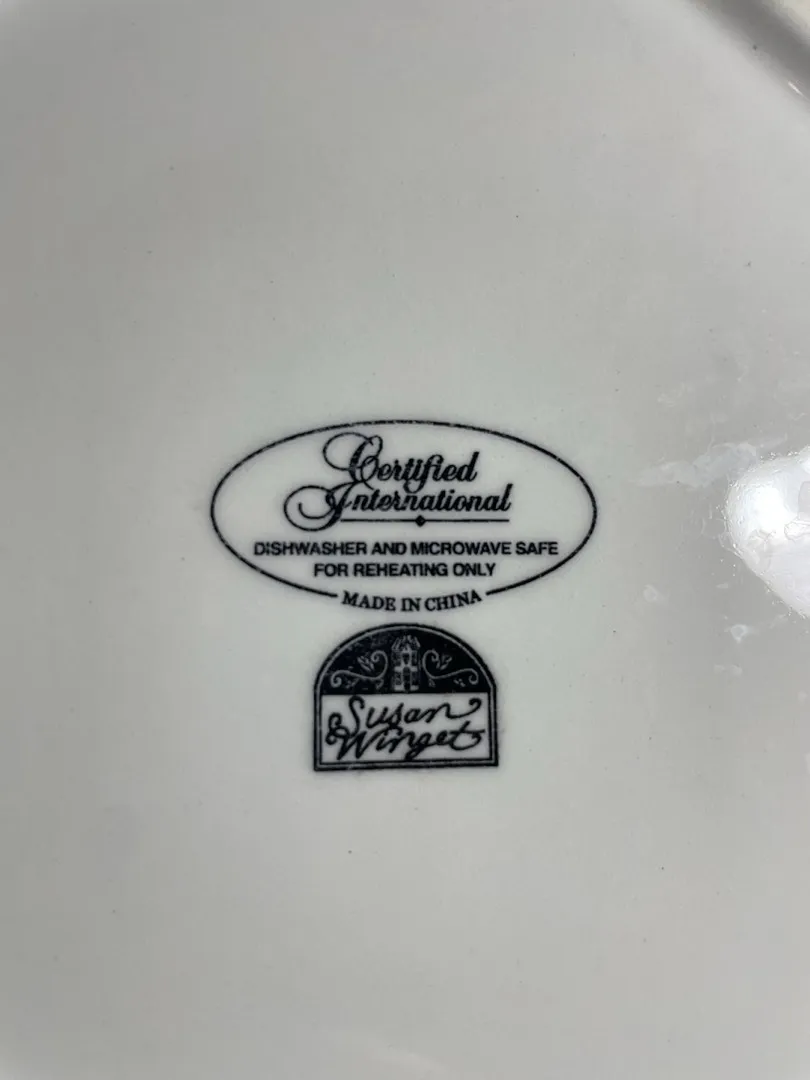 Certified
International
DISHWASHER AND MICROWAVE SAFE
FOR REHEATING ONLY
MADE IN CHINA
Susan
Winget